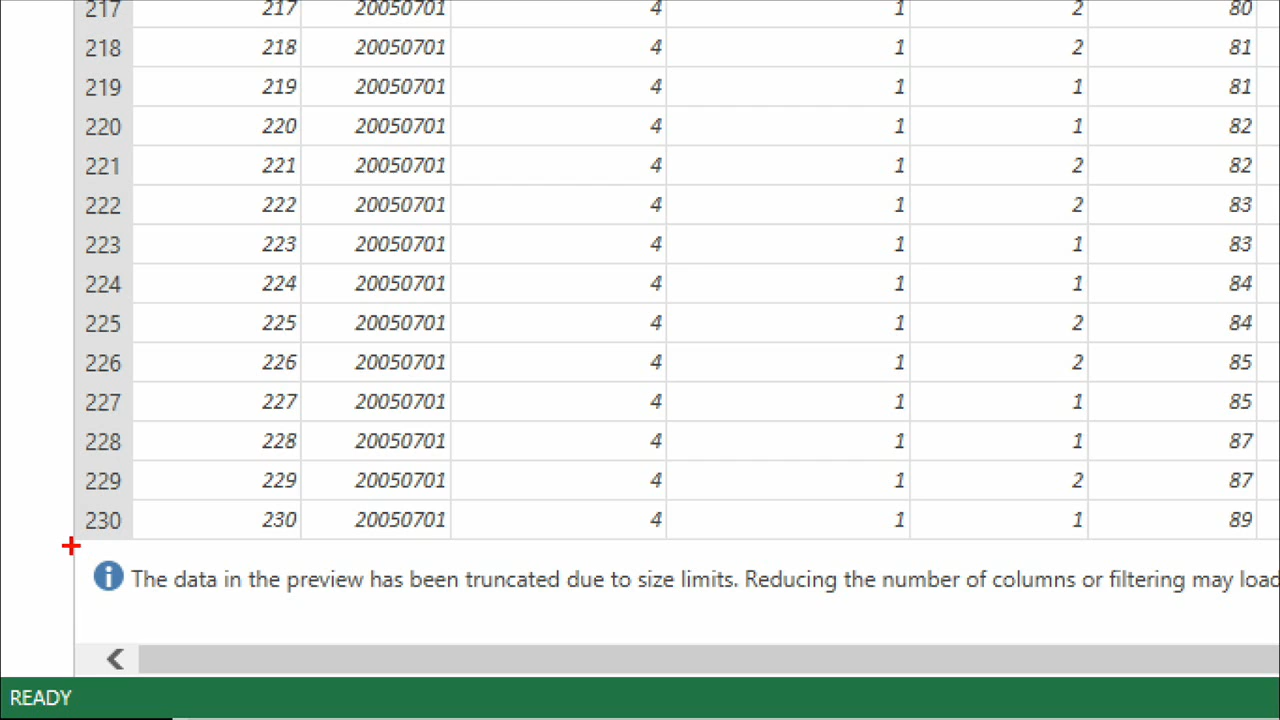 217 217 20050701 4 1 2 80
218 218 20050701 4 1 2 81
219 219 20050701 4 1 1 81
220 220 20050701 4 1 1 82
221 221 20050701 4 1 2 82
222 222 20050701 4 1 2 83
223 223 20050701 4 1 1 83
224 224 20050701 4 1 1 84
225 225 20050701 4 1 2 84
226 226 20050701 4 1 2 85
227 227 20050701 4 1 1 85
228 228 20050701 4 1 1 87
229 229 20050701 4 1 2 87
230 230 20050701 4 1 1 89
The data in the preview has been truncated due to size limits. Reducing the number of columns or filtering may load
READY